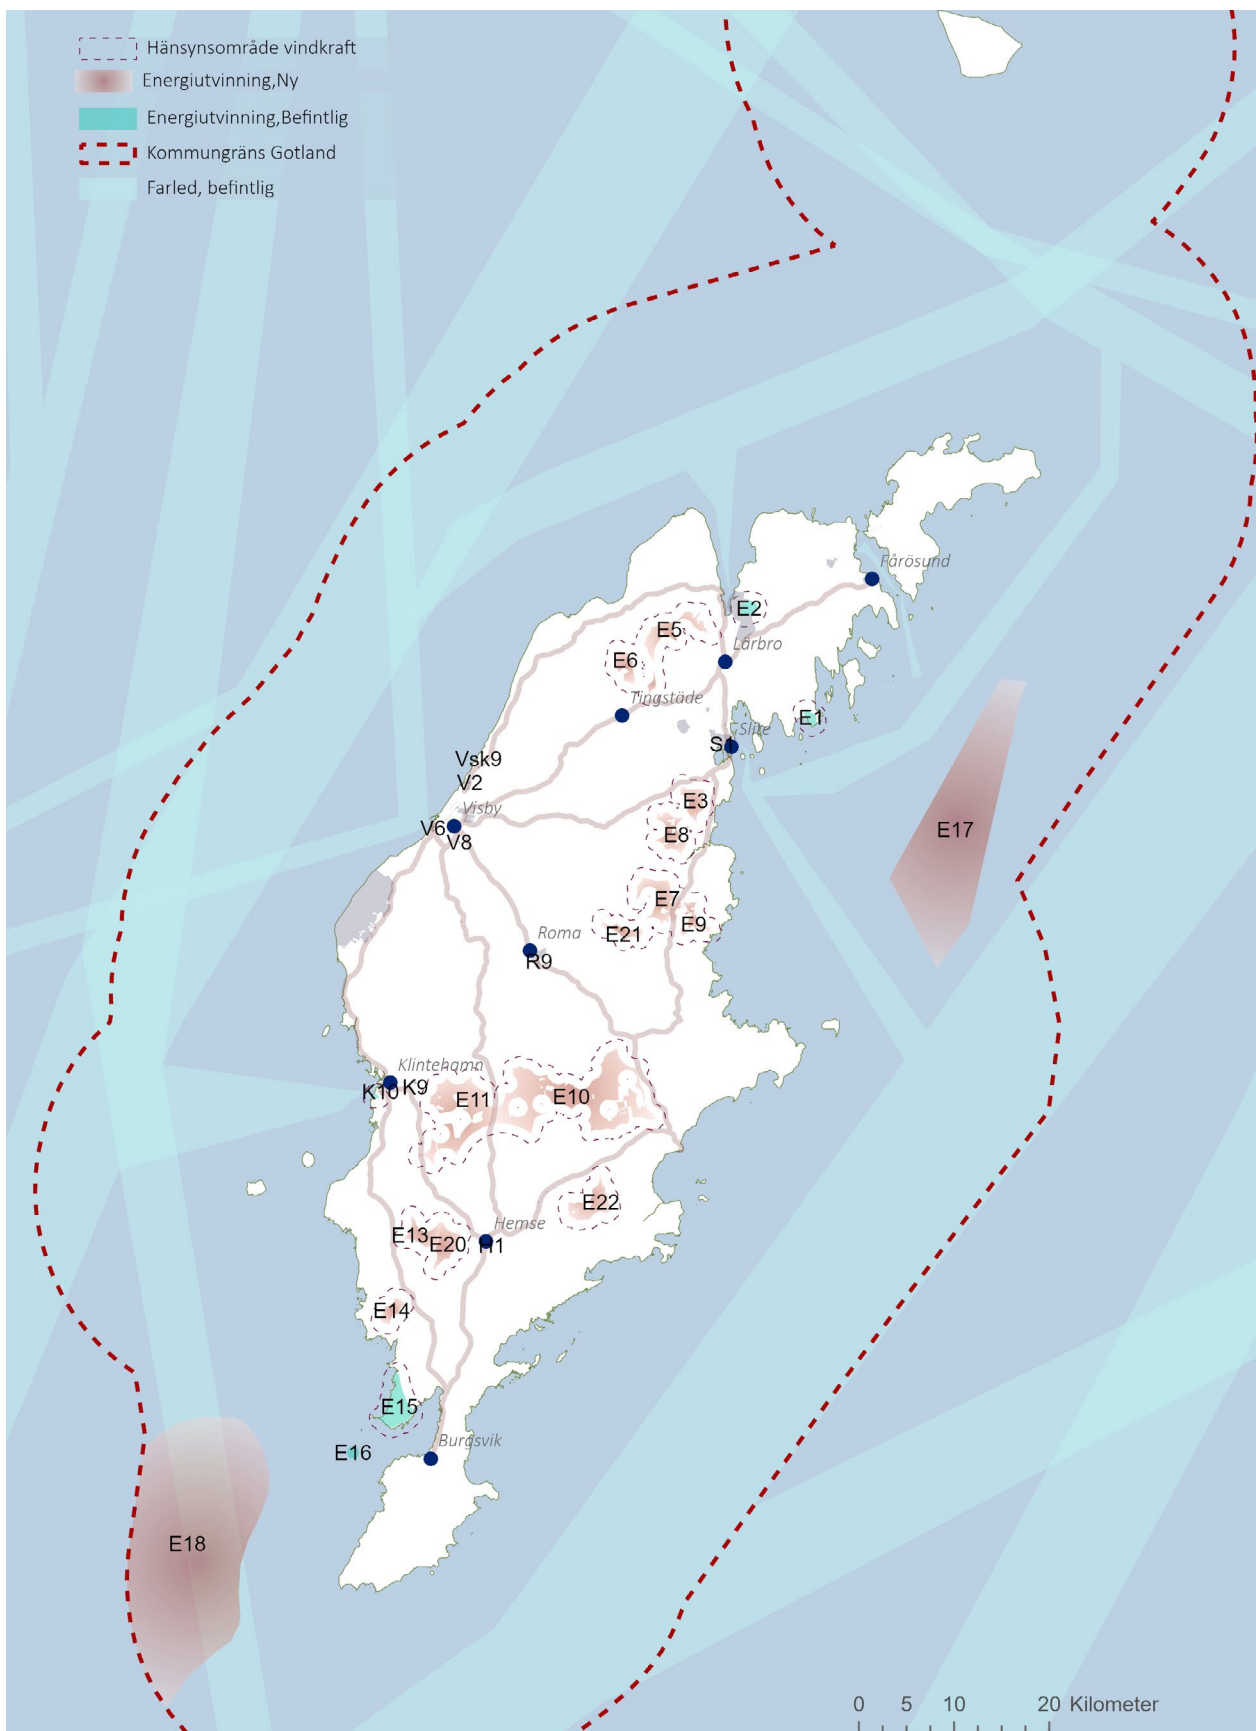 Hänsynsområde vindkraft
Energiutvinning,Ny
Energiutvinning,Befintlig
Kommungräns Gotland
Farled, befintlig
Fårösund
E2
E5
Lärbro
E6
Tingstäde
E1
Slite
S1
Vsk9
V2
E3
Visby
V6
V8
E8
E17
E7
E9
E21
Roma
R9
Klintehamn
K10
K9
E11
E10
E22
Hemse
H1
E13
E20
E14
E15
E16
Burgsvik
E18
0 5 10 20 Kilometer